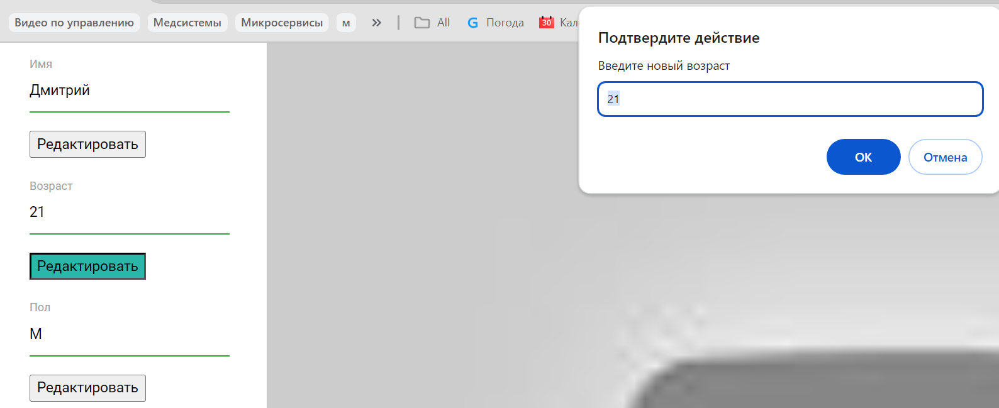 Видео по управлению Медсистемы Микросервисы м » All G Погода 30
Подтвердите действие
Введите новый возраст
21
OK Отмена
Имя
Дмитрий
Редактировать
Возраст
21
Редактировать
Пол
М
Редактировать